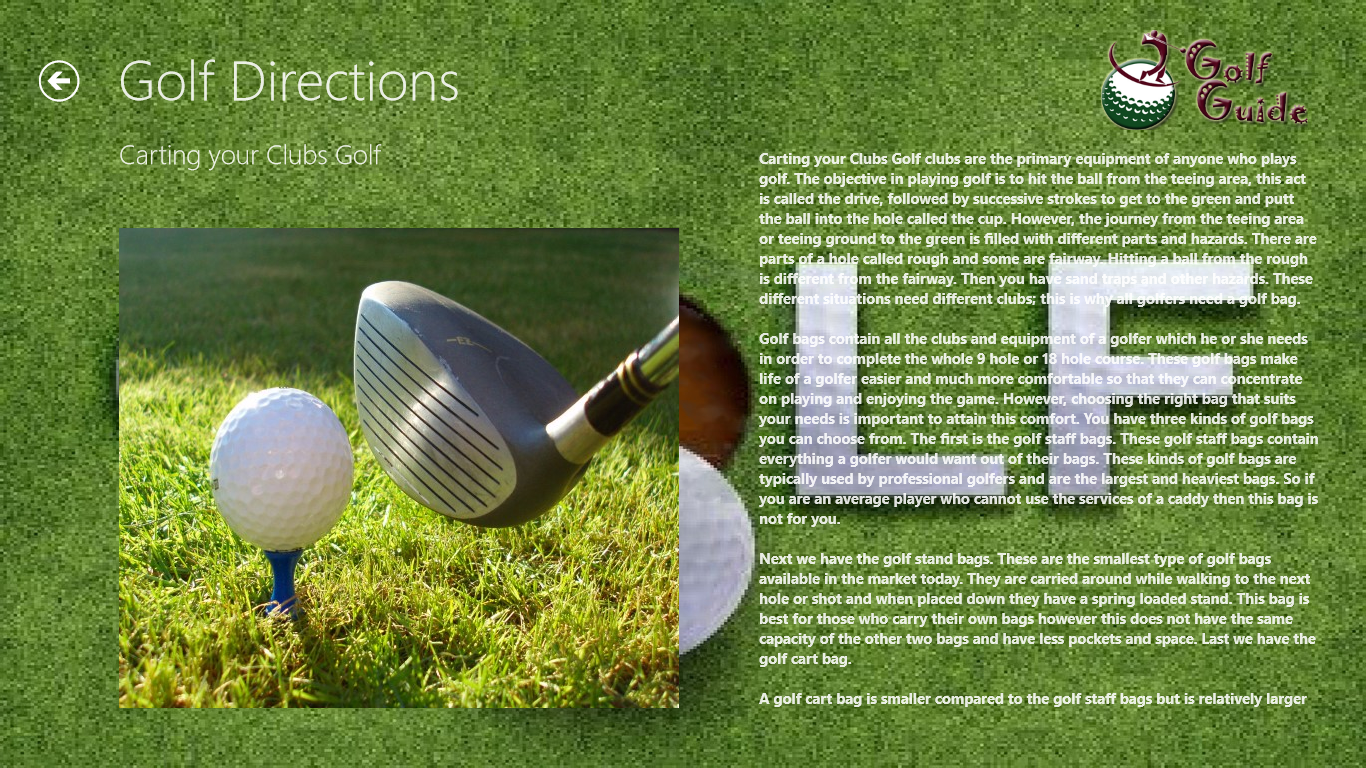 Golf Directions
Golf
Guide
Carting your Clubs Golf
Carting your Clubs Golf clubs are the primary equipment of anyone who plays
golf. The objective in playing golf is to hit the ball from the teeing area, this act
is called the drive, followed by successive strokes to get to the green and putt
the ball into the hole called the cup. However, the journey from the teeing area
or teeing ground to the green is filled with different parts and hazards. There are
parts of a hole called rough and some are fairway. Hitting a ball from the rough
is different from the fairway. Then you have sand traps and other hazards. These
different situations need different clubs; this is why all golfers need a golf bag.
Golf bags contain all the clubs and equipment of a golfer which he or she needs
in order to complete the whole 9 hole or 18 hole course. These golf bags make
life of a golfer easier and much more comfortable so that they can concentrate
on playing and enjoying the game. However, choosing the right bag that suits
your needs is important to attain this comfort. You have three kinds of golf bags
you can choose from. The first is the golf staff bags. These golf staff bags contain
everything a golfer would want out of their bags. These kinds of golf bags are
typically used by professional golfers and are the largest and heaviest bags. So if
you are an average player who cannot use the services of a caddy then this bag is
not for you.
Next we have the golf stand bags. These are the smallest type of golf bags
available in the market today. They are carried around while walking to the next
hole or shot and when placed down they have a spring loaded stand. This bag is
best for those who carry their own bags however this does not have the same
capacity of the other two bags and have less pockets and space. Last we have the
golf cart bag.
A golf cart bag is smaller compared to the golf staff bags but is relatively larger
LF